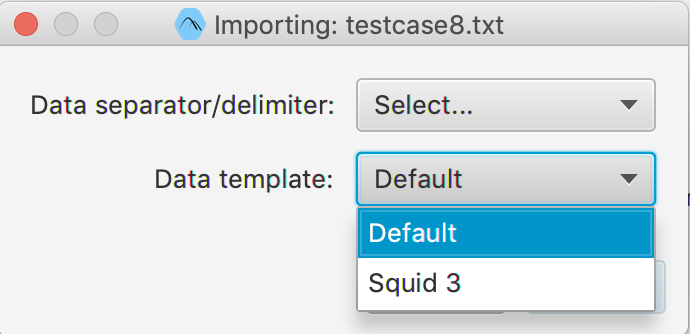 Importing: testcase8.txt
Data separator/delimiter: Select...
Data template: Default
Default
Squid 3